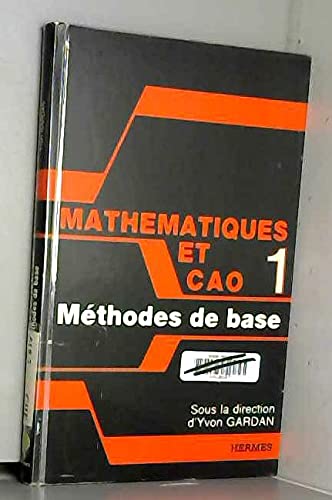 MATHEMATIQUES
ET
CAO 1
Méthodes de base
Sous la direction
d'Yvon GARDAN
HERMES